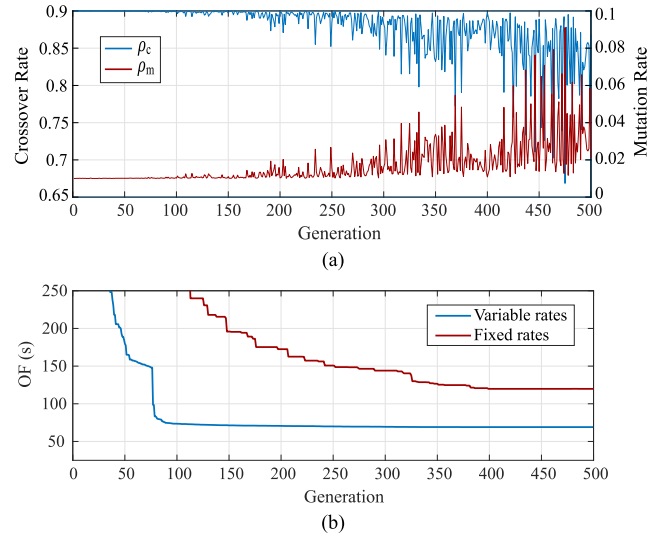 0.9
0.85
0.8
0.75
0.7
0.65
0.1
0.08
0.06
0.04
0.02
0.01
0
Crossover Rate
Mutation Rate
ρc
ρm
0 50 100 150 200 250 300 350 400 450 500
Generation
(a)
250
200
150
100
50
OF (s)
Variable rates
Fixed rates
0 50 100 150 200 250 300 350 400 450 500
Generation
(b)